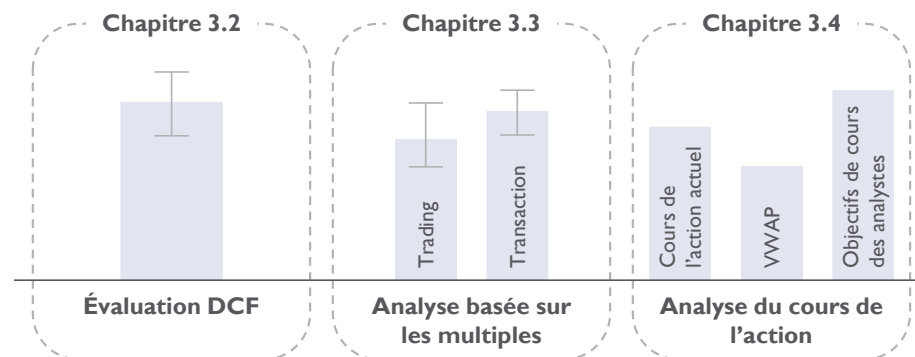 Chapitre 3.2
Chapitre 3.3
Chapitre 3.4
Trading
Transaction
Cours de
l'action actuel
VWAP
Objectifs de cours
des analystes
Évaluation DCF
Analyse basée sur
les multiples
Analyse du cours de
l'action